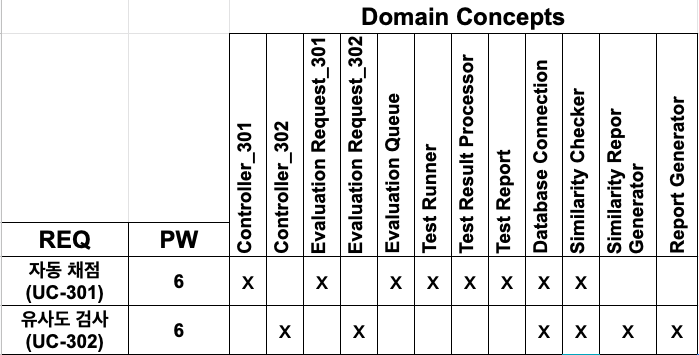 Domain Concepts
REQ
PW
Controller_301
Controller_302
Evaluation Request_301
Evaluation Request_302
Evaluation Queue
Test Runner
Test Result Processor
Test Report
Database Connection
Similarity Checker
Similarity Repor
Generator
Report Generator
자동 채점
(UC-301)
6
X X X X X X X X
유사도 검사
(UC-302)
6
X X X X X X